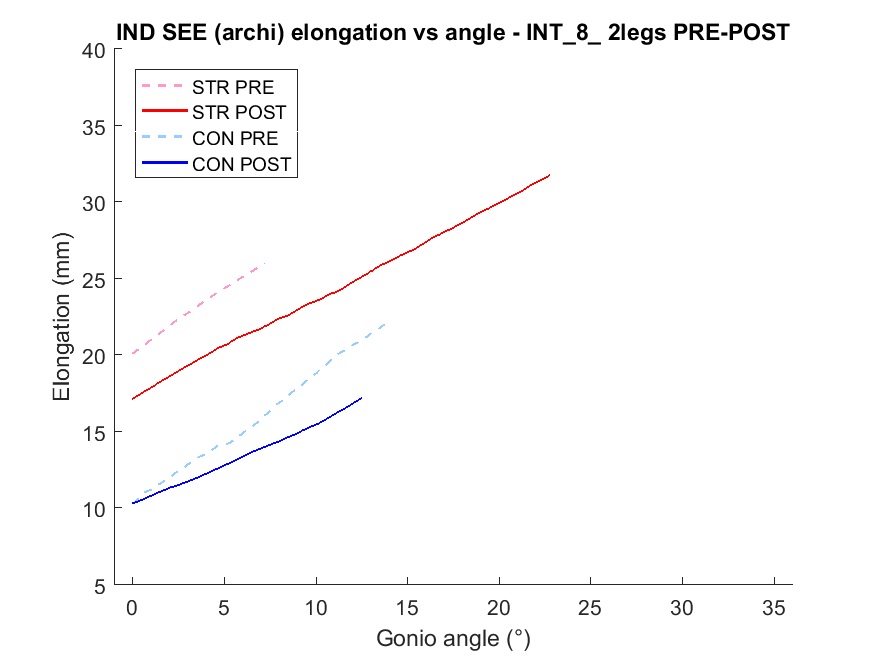 IND SEE (archi) elongation vs angle - INT_8_ 2legs PRE-POST
40
35
30
25
20
15
10
5
Elongation (mm)
STR PRE
STR POST
CON PRE
CON POST
0 5 10 15 20 25 30 35
Gonio angle (°)